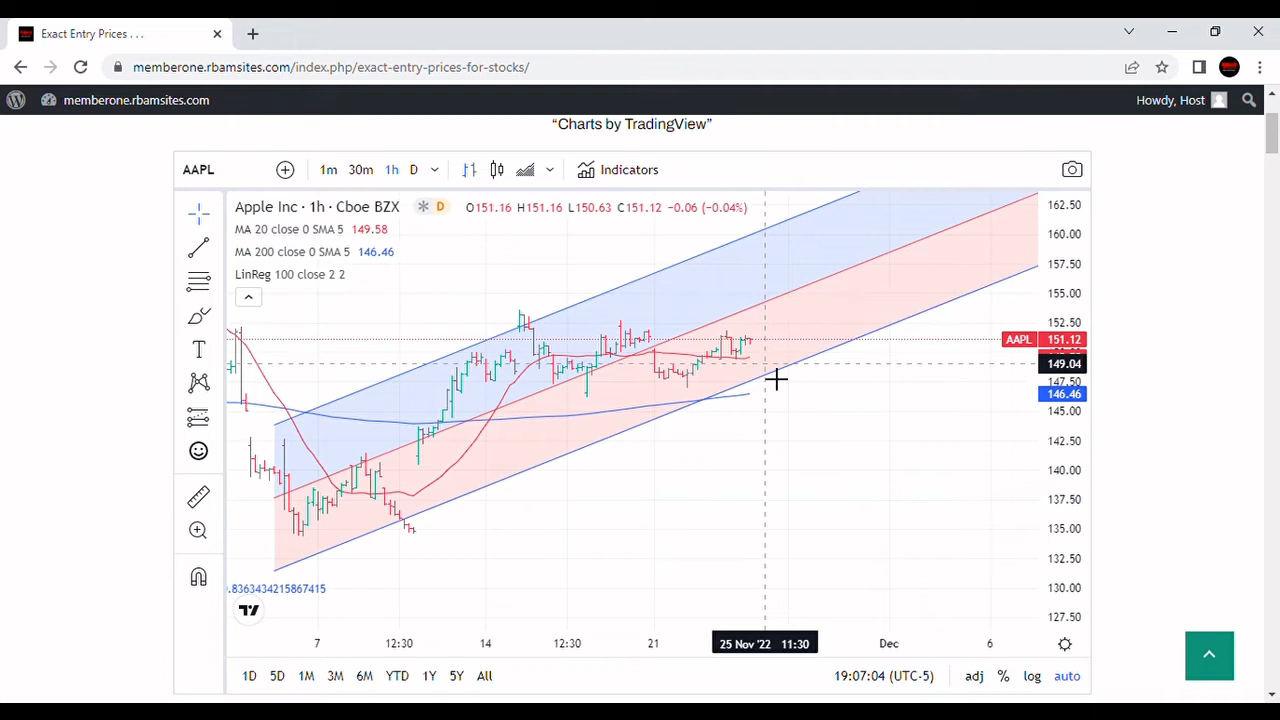 Exact Entry Prices . . .
memberone.rbamsites.com/index.php/exact-entry-prices-for-stocks/
memberone.rbamsites.com
Howdy, Host
“Charts by TradingView”
AAPL
1m 30m 1h D
Indicators
Apple Inc · 1h · Cboe BZX
D
O151.16 H151.16 L150.63 C151.12 -0.06 (-0.04%)
MA 20 close 0 SMA 5 149.58
MA 200 close 0 SMA 5 146.46
LinReg 100 close 2 2
162.50
160.00
157.50
155.00
152.50
AAPL 151.12
149.04
147.50
146.46
145.00
142.50
140.00
137.50
135.00
132.50
130.00
127.50
.8363434215867415
7 12:30 14 12:30 21 25 Nov '22 11:30 Dec 6
1D 5D 1M 3M 6M YTD 1Y 5Y All
19:07:04 (UTC-5) adj % log auto